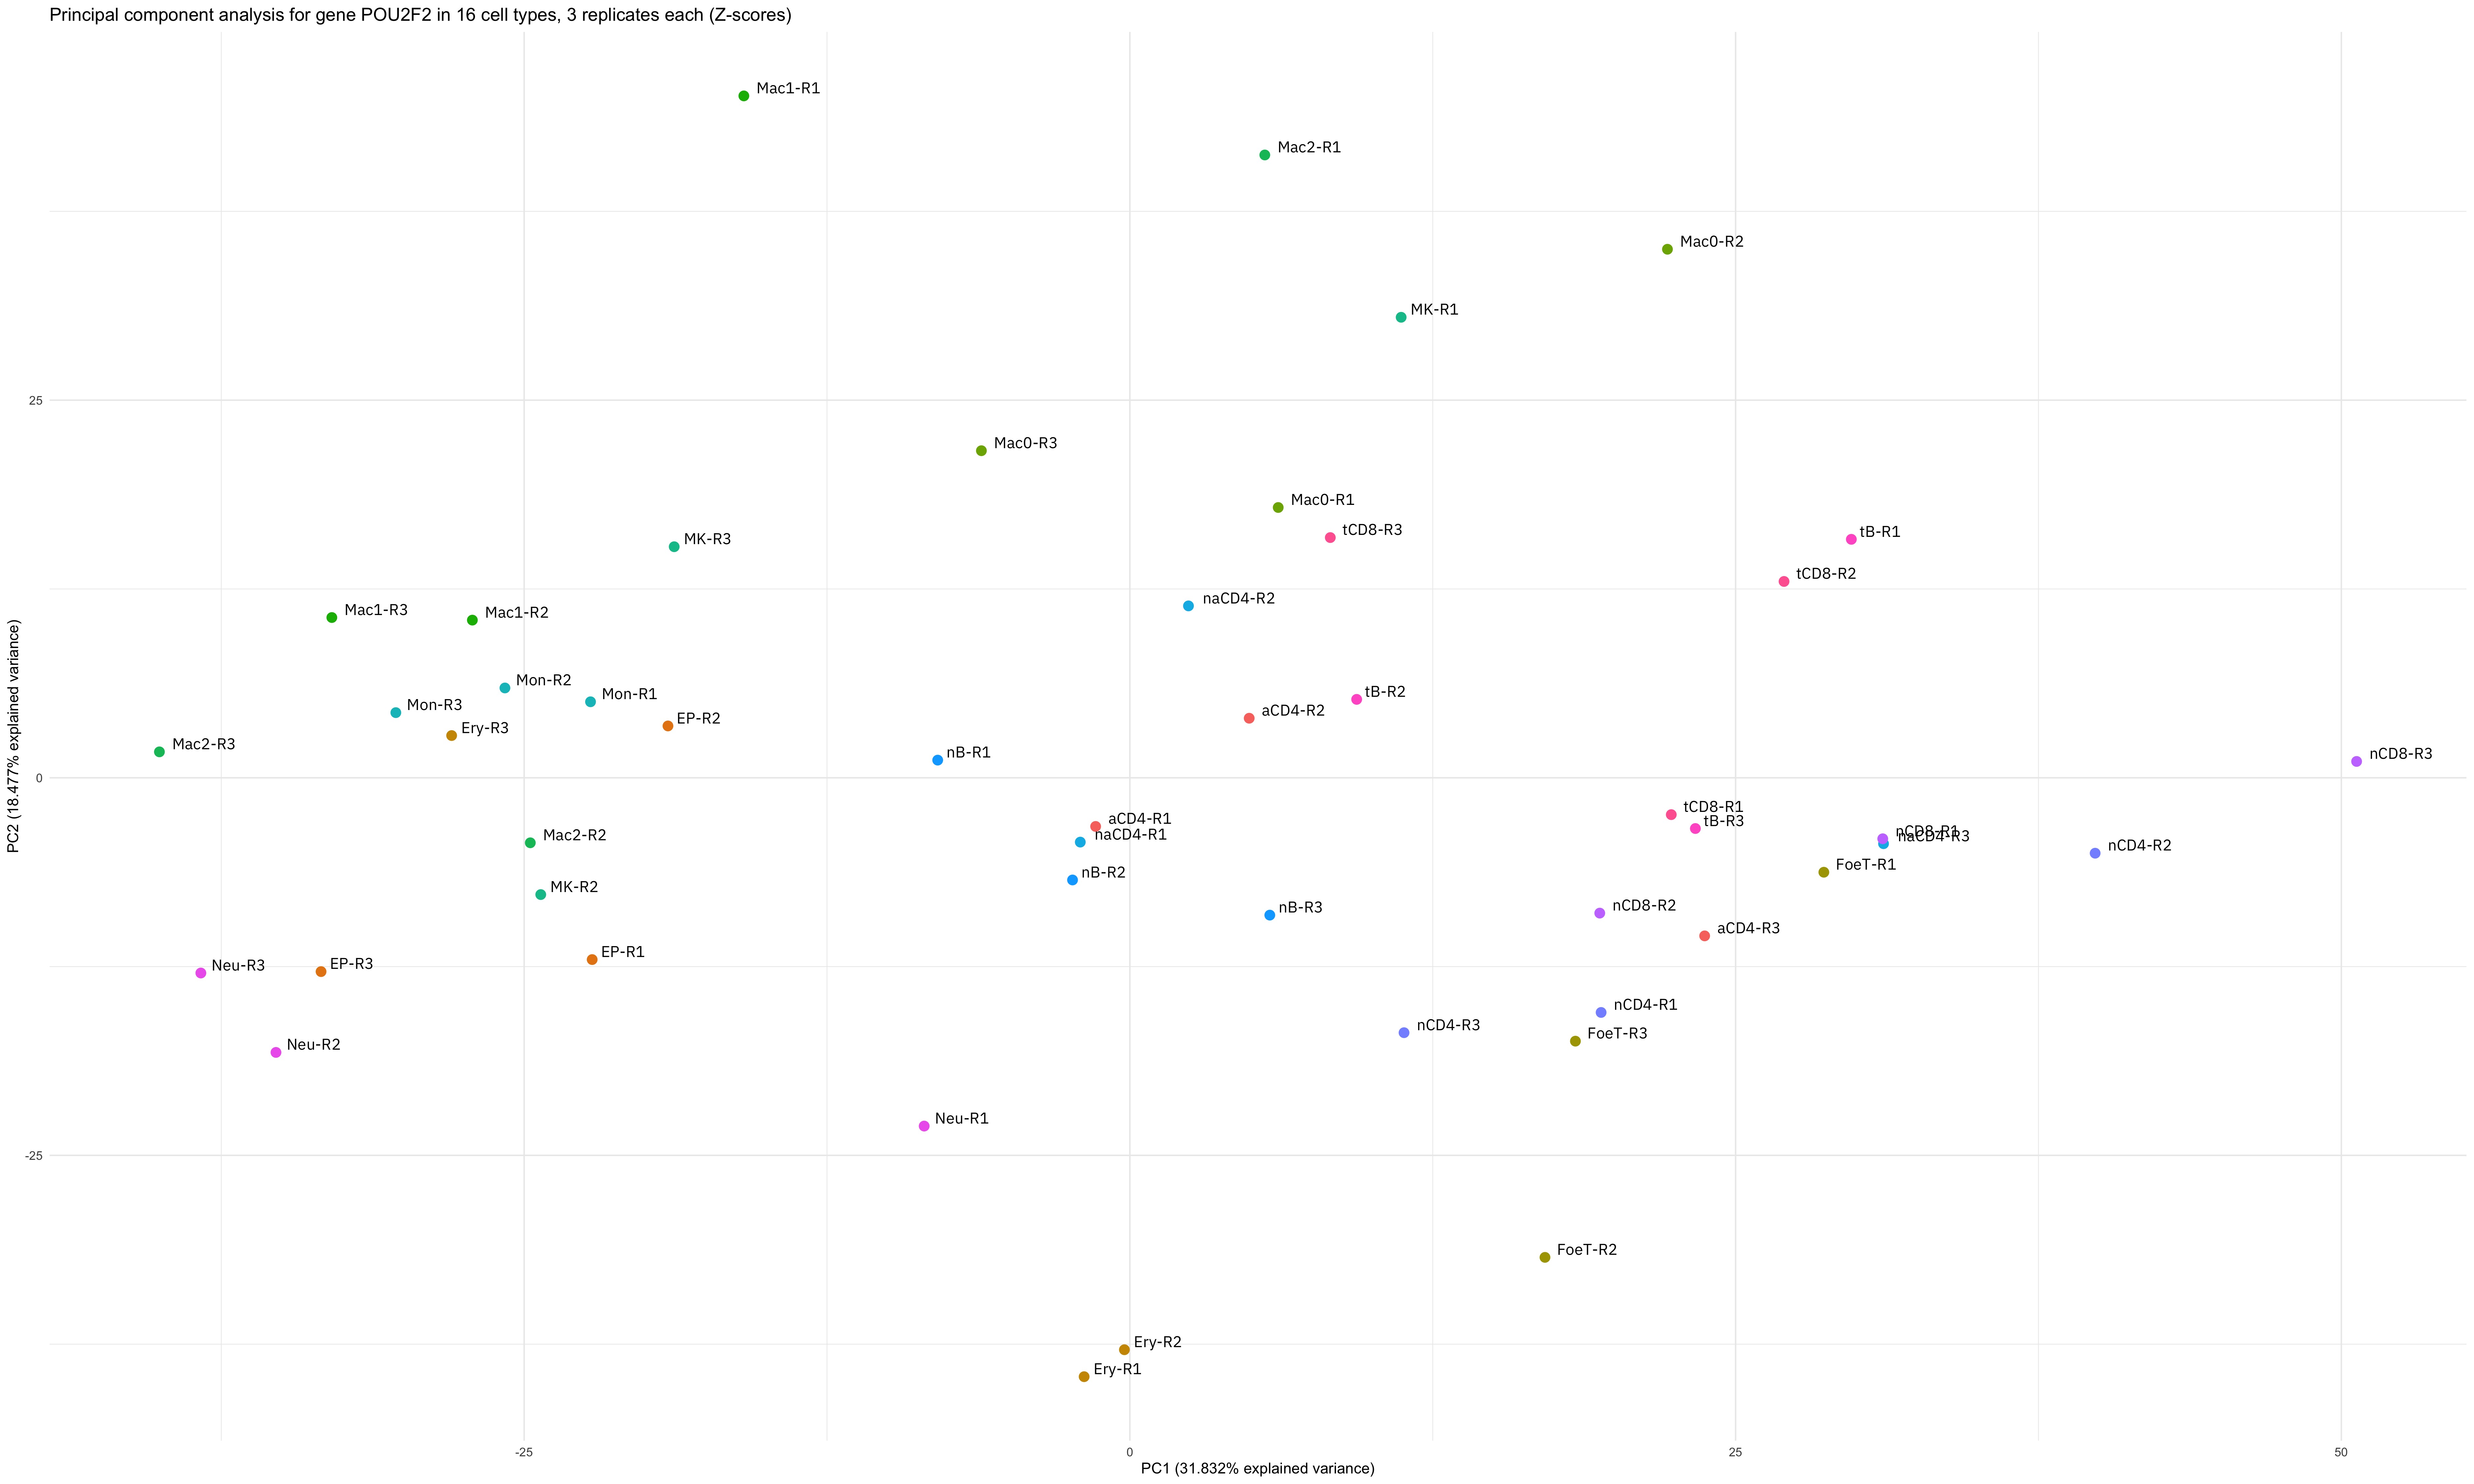 Principal component analysis for gene POU2F2 in 16 cell types, 3 replicates each (Z-scores)
Mac1-R1
Mac2-R1
Mac0-R2
MK-R1
25
Mac0-R3
Mac0-R1
tCD8-R3
tB-R1
MK-R3
tCD8-R2
naCD4-R2
Mac1-R3
Mac1-R2
Mon-R2
Mon-R1
tB-R2
Mon-R3
aCD4-R2
EP-R2
Ery-R3
Mac2-R3
nB-R1
nCD8-R3
0
PC2 (18.477% explained variance)
tCD8-R1
aCD4-R1
tB-R3
nCD8-R1
naCD4-R3
Mac2-R2
naCD4-R1
nCD4-R2
FoeT-R1
nB-R2
MK-R2
nCD8-R2
nB-R3
aCD4-R3
EP-R1
Neu-R3
EP-R3
nCD4-R1
nCD4-R3
FoeT-R3
Neu-R2
Neu-R1
-25
FoeT-R2
Ery-R2
Ery-R1
-25
0
25
50
PC1 (31.832% explained variance)